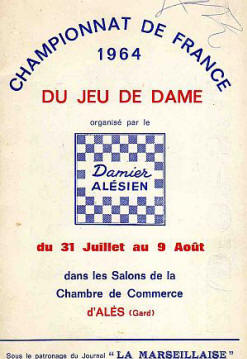 CHAMPIONNAT DE FRANCE
1964
DU JEU DE DAME
organisé par le
Damier
ALÉSIEN
du 31 Juillet au 9 Août
dans les Salons de la
Chambre de Commerce
d'ALÉS (Gard)
Sous le patronage du Journal "LA MARSEILLAISE"